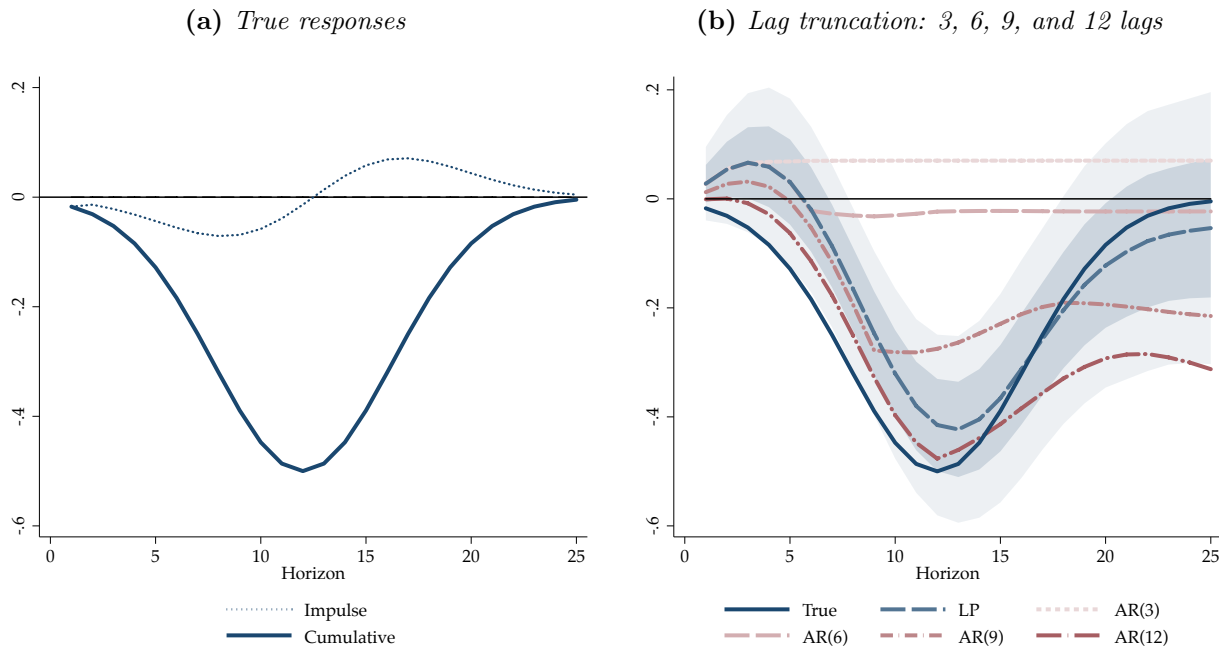 (a) True responses
.2
0
-.2
-.4
-.6
0 5 10 15 20 25
Horizon
Impulse
Cumulative
(b) Lag truncation: 3, 6, 9, and 12 lags
.2
0
-.2
-.4
-.6
0 5 10 15 20 25
Horizon
True LP AR(3)
AR(6) AR(9) AR(12)